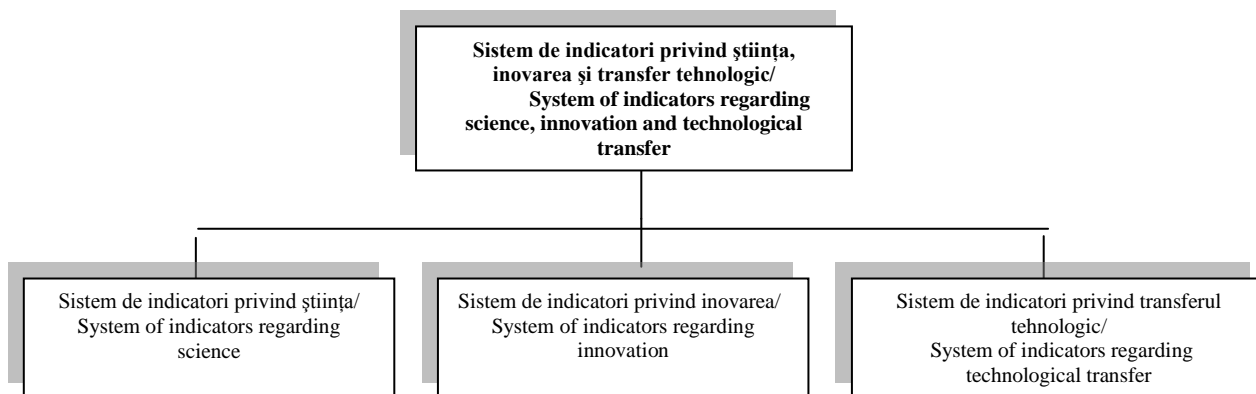 Sistem de indicatori privind ştiinţa,
inovarea şi transfer tehnologic/
System of indicators regarding
science, innovation and technological
transfer
Sistem de indicatori privind știința/
System of indicators regarding
science
Sistem de indicatori privind inovarea/
System of indicators regarding
innovation
Sistem de indicatori privind transferul
tehnologic/
System of indicators regarding
technological transfer